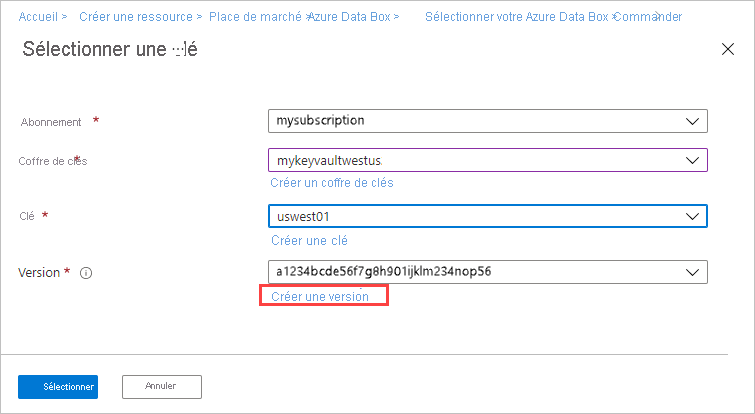 Accueil > Créer une ressource > Place de marché > Azure Data Box > Sélectionner votre Azure Data Box > Commander >
Sélectionner une clé ...
Abonnement * mysubscription
Coffre de clés * mykeyvaultwestus
Créer un coffre de clés
Clé * uswest01
Créer une clé
Version * a1234bcde56f7g8h901ijklm234nop56
Créer une version
Sélectionner Annuler